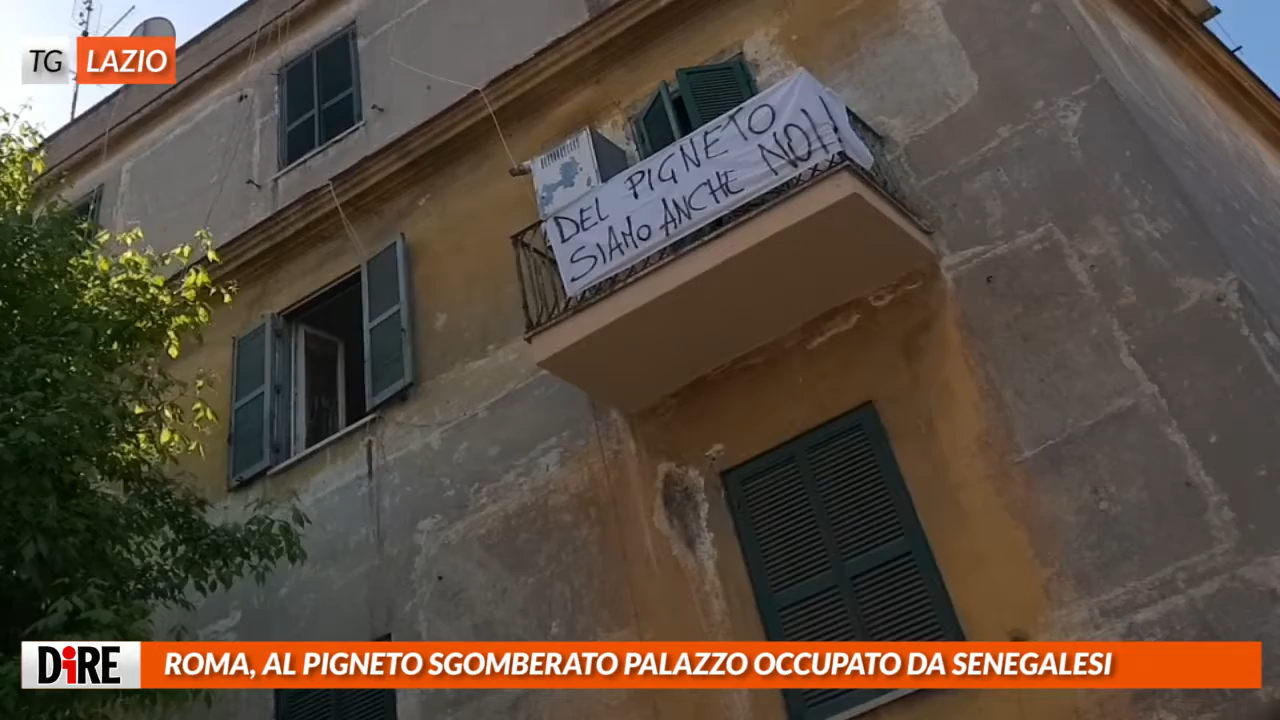 TG LAZIO
DEL PIGNETO
SIAMO ANCHE NOI!
DiRE ROMA, AL PIGNETO SGOMBERATO PALAZZO OCCUPATO DA SENEGALESI